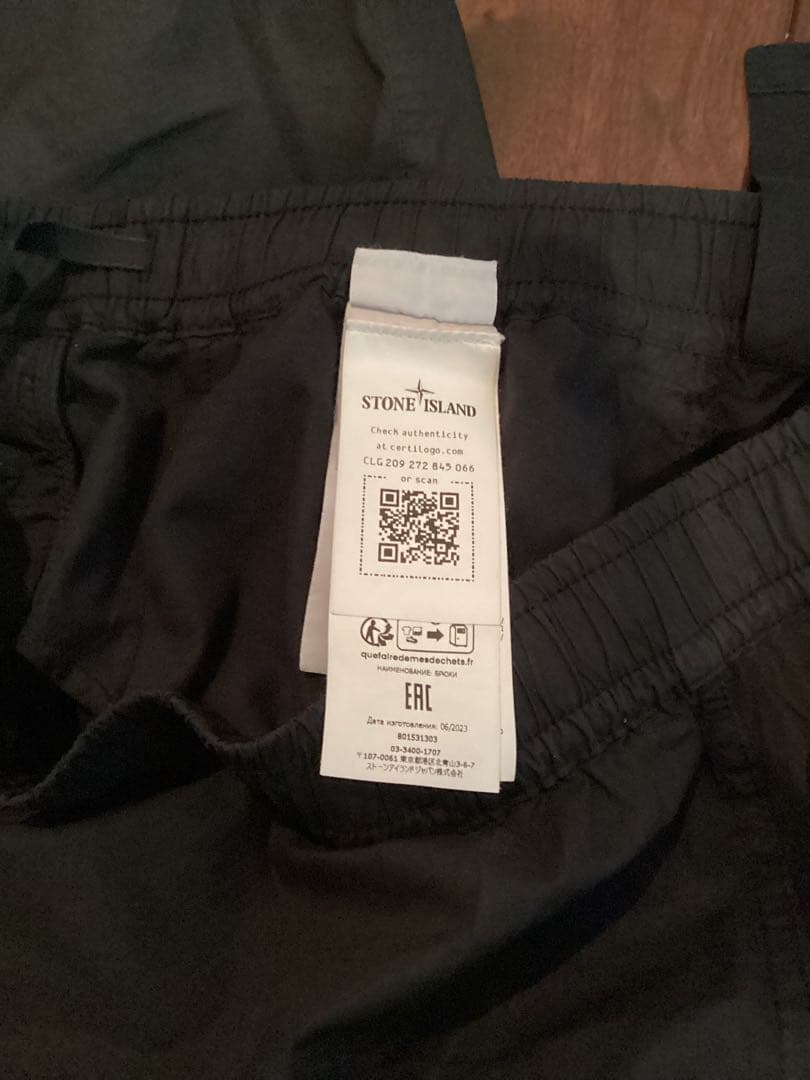 STONE ISLAND
Check authenticity
at certilogo.com
CLG 209 272 845 066
or scan
quefairedemesdechets.fr
НАИМЕНОВАНИЕ: БРЮКИ
EAC
Дата изготовления: 06/2023
801531303
03-3400-1707
〒107-0061 東京都港区北青山3-8-7
ストーンアイランドジャパン株式会社